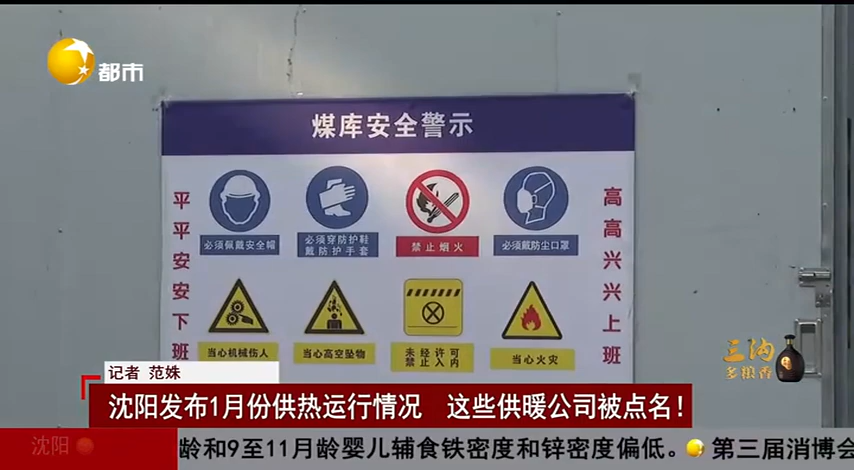 都市
煤库安全警示
平平安安下班
高高兴兴上班
必须佩戴安全帽
必须穿防护鞋
戴防护手套
禁止烟火
必须戴防尘口罩
当心机械伤人
当心高空坠物
未经许可
禁止入内
当心火灾
三沟
多粮香
记者 范姝
沈阳发布1月份供热运行情况 这些供暖公司被点名!
沈阳
龄和9至11月龄婴儿辅食铁密度和锌密度偏低。 第三届消博会